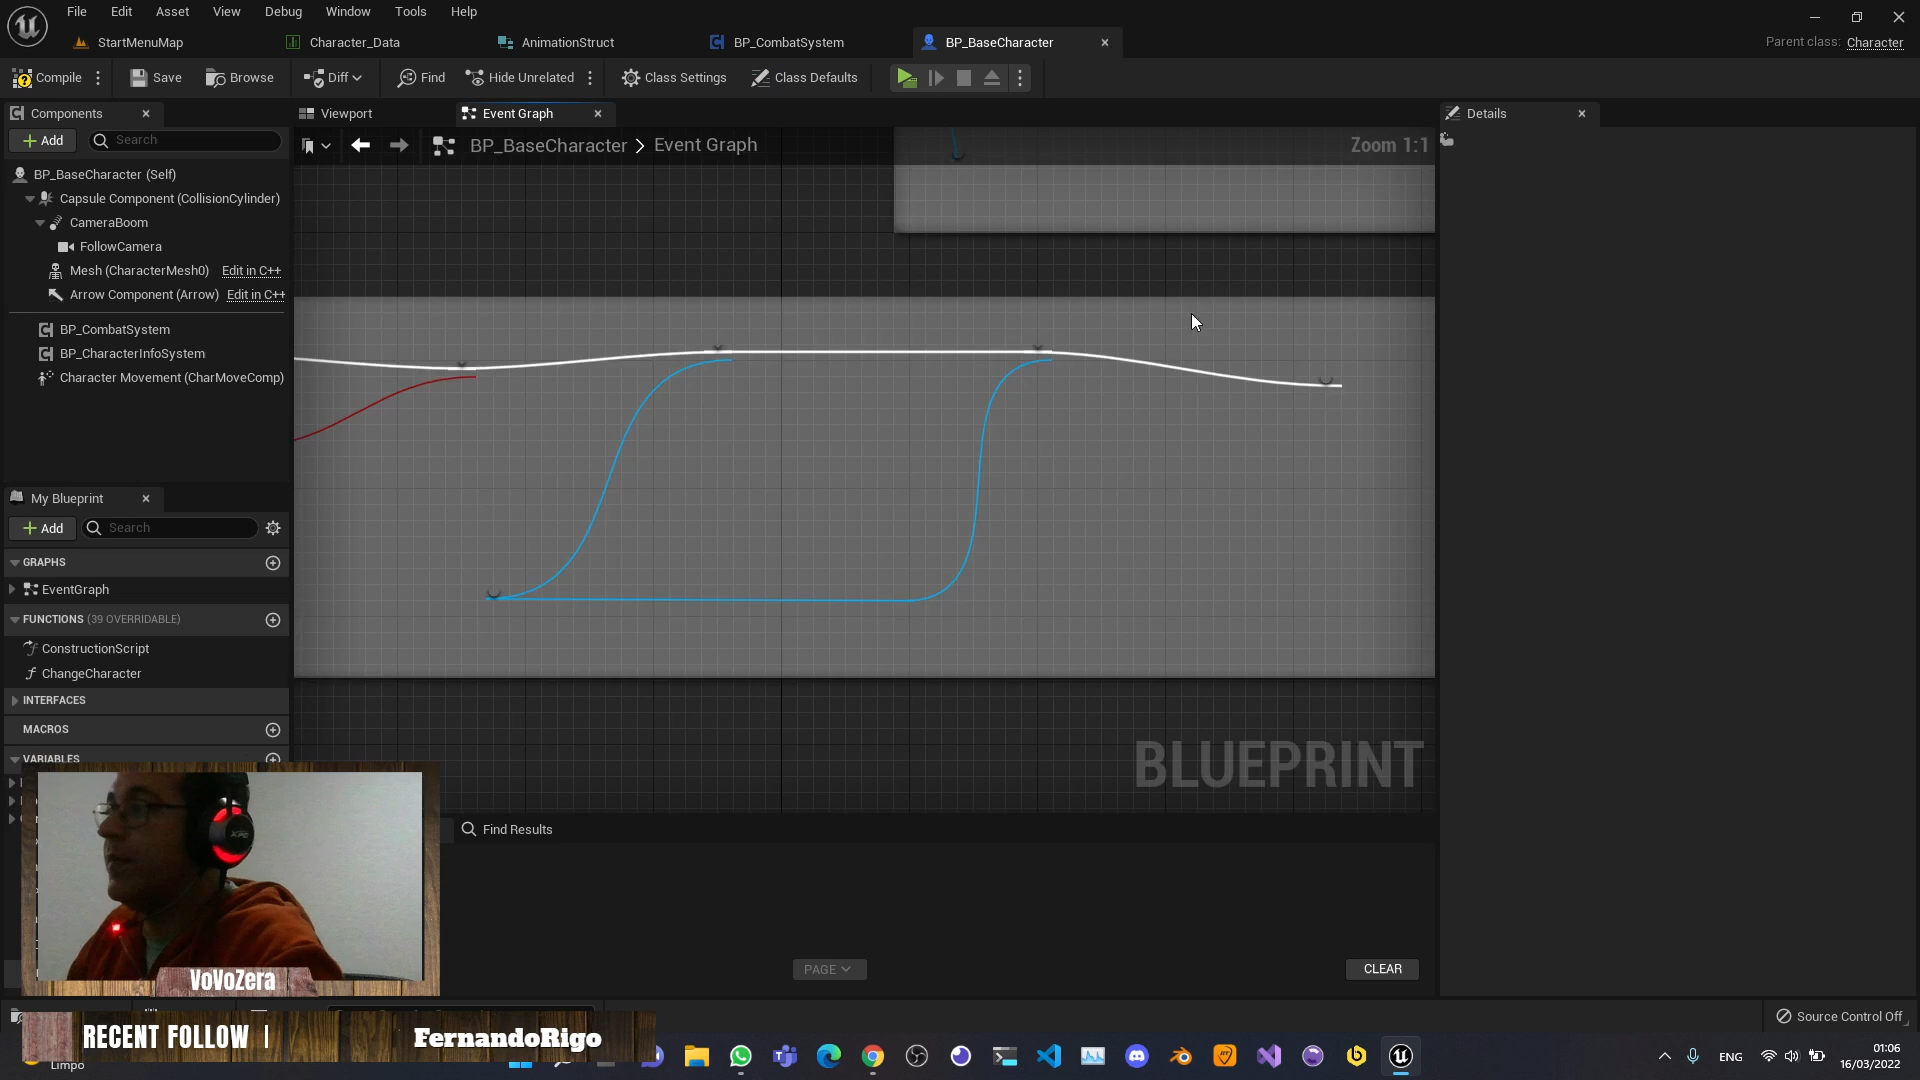 File Edit Asset View Debug Window Tools Help
StartMenuMap Character_Data AnimationStruct BP_CombatSystem BP_BaseCharacter
Parent class: Character
Compile Save Browse Diff Find Hide Unrelated Class Settings Class Defaults
Components
Viewport
Event Graph
Details
Add Search
BP_BaseCharacter Event Graph
Zoom 1:1
BP_BaseCharacter (Self)
Capsule Component (CollisionCylinder)
CameraBoom
FollowCamera
Mesh (CharacterMesh0) Edit in C++
Arrow Component (Arrow) Edit in C++
BP_CombatSystem
BP_CharacterInfoSystem
Character Movement (CharMoveComp)
My Blueprint
Add Search
GRAPHS
EventGraph
FUNCTIONS (39 OVERRIDABLE)
ConstructionScript
ChangeCharacter
INTERFACES
MACROS
VARIABLES
BLUEPRINT
Find Results
XPG
PAGE
CLEAR
VoVoZera
RECENT FOLLOW |
FernandoRigo
Source Control Off
Limpo
ENG
01:06
16/03/2022